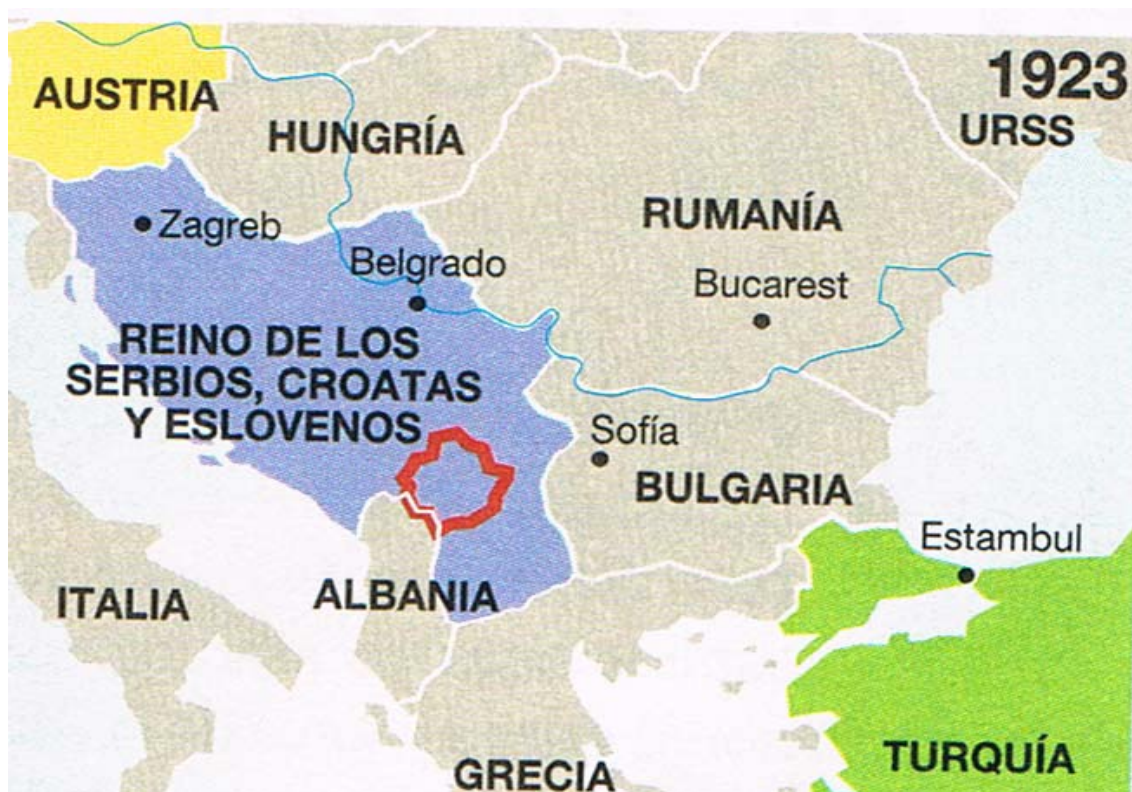 1923
AUSTRIA
HUNGRÍA
URSS
RUMANÍA
Zagreb
Belgrado
Bucarest
REINO DE LOS
SERBIOS, CROATAS
Y ESLOVENOS
Sofía
BULGARIA
Estambul
ITALIA
ALBANIA
GRECIA
TURQUÍA